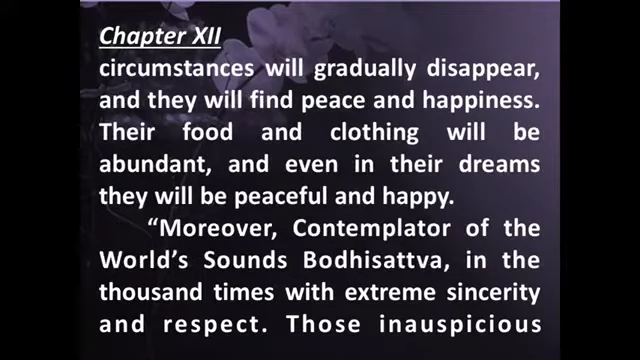 Chapter XII
circumstances will gradually disappear,
and they will find peace and happiness.
Their food and clothing will be
abundant, and even in their dreams
they will be peaceful and happy.
“Moreover, Contemplator of the
World’s Sounds Bodhisattva, in the
thousand times with extreme sincerity
and respect. Those inauspicious